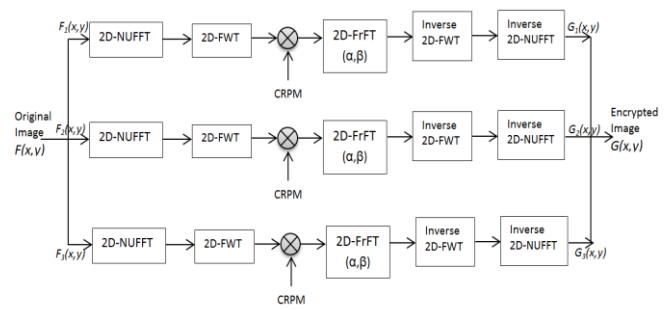 F1(x,y)
2D-NUFFT
2D-FWT
2D-FrFT
(α,β)
Inverse
2D-FWT
Inverse
2D-NUFFT
G1(x,y)
CRPM
Original
Image
F(x,y)
F2(x,y)
2D-NUFFT
2D-FWT
2D-FrFT
(α,β)
Inverse
2D-FWT
Inverse
2D-NUFFT
G2(x,y)
Encrypted
Image
G(x,y)
CRPM
F3(x,y)
2D-NUFFT
2D-FWT
2D-FrFT
(α,β)
Inverse
2D-FWT
Inverse
2D-NUFFT
G3(x,y)
CRPM